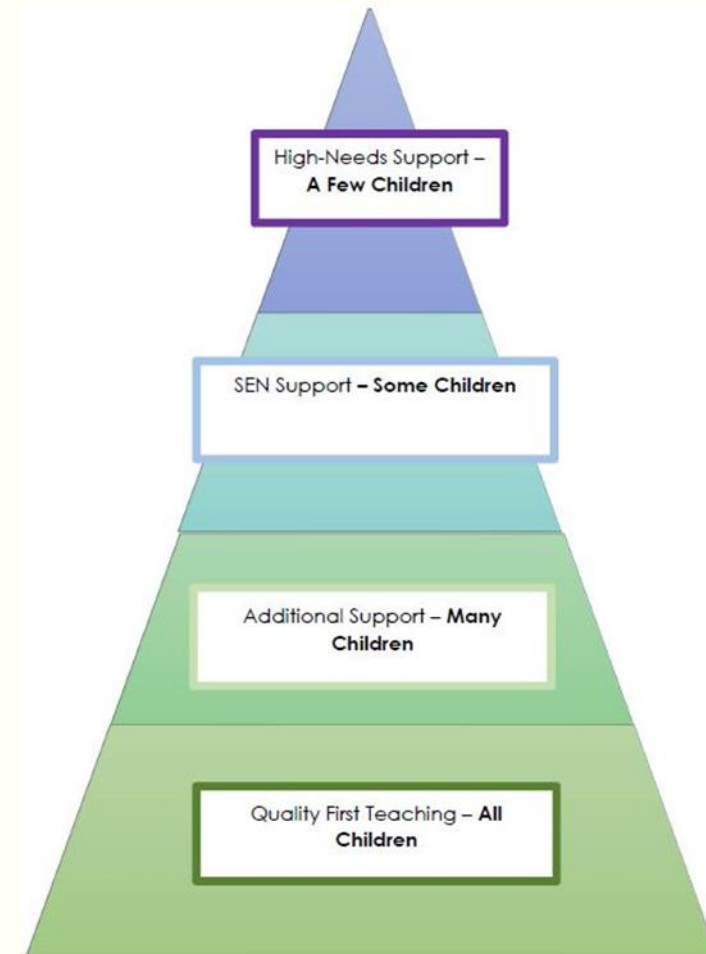 High-Needs Support –
A Few Children
SEN Support – Some Children
Additional Support – Many
Children
Quality First Teaching – All
Children